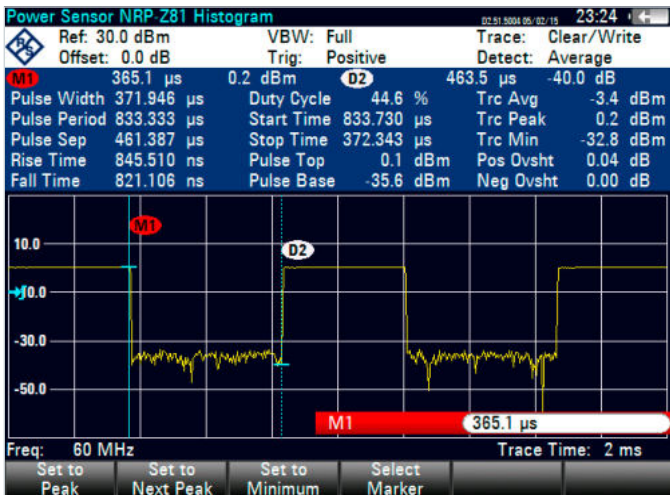 Power Sensor NRP-Z81 Histogram 02.51.5004 05/02/15 23:24
R&S Ref: 30.0 dBm VBW: Full Trace: Clear/Write
Offset: 0.0 dB Trig: Positive Detect: Average
M1 365.1 µs 0.2 dBm D2 463.5 µs -40.0 dB
Pulse Width 371.946 µs Duty Cycle 44.6 % Trc Avg -3.4 dBm
Pulse Period 833.333 µs Start Time 833.730 µs Trc Peak 0.2 dBm
Pulse Sep 461.387 µs Stop Time 372.343 µs Trc Min -32.8 dBm
Rise Time 845.510 ns Pulse Top 0.1 dBm Pos Ovsht 0.04 dB
Fall Time 821.106 ns Pulse Base -35.6 dBm Neg Ovsht 0.00 dB
M1
10.0 D2
0.0
-30.0
-50.0
M1 365.1 µs
Freq: 60 MHz Trace Time: 2 ms
Set to Peak
Set to Next Peak
Set to Minimum
Select Marker